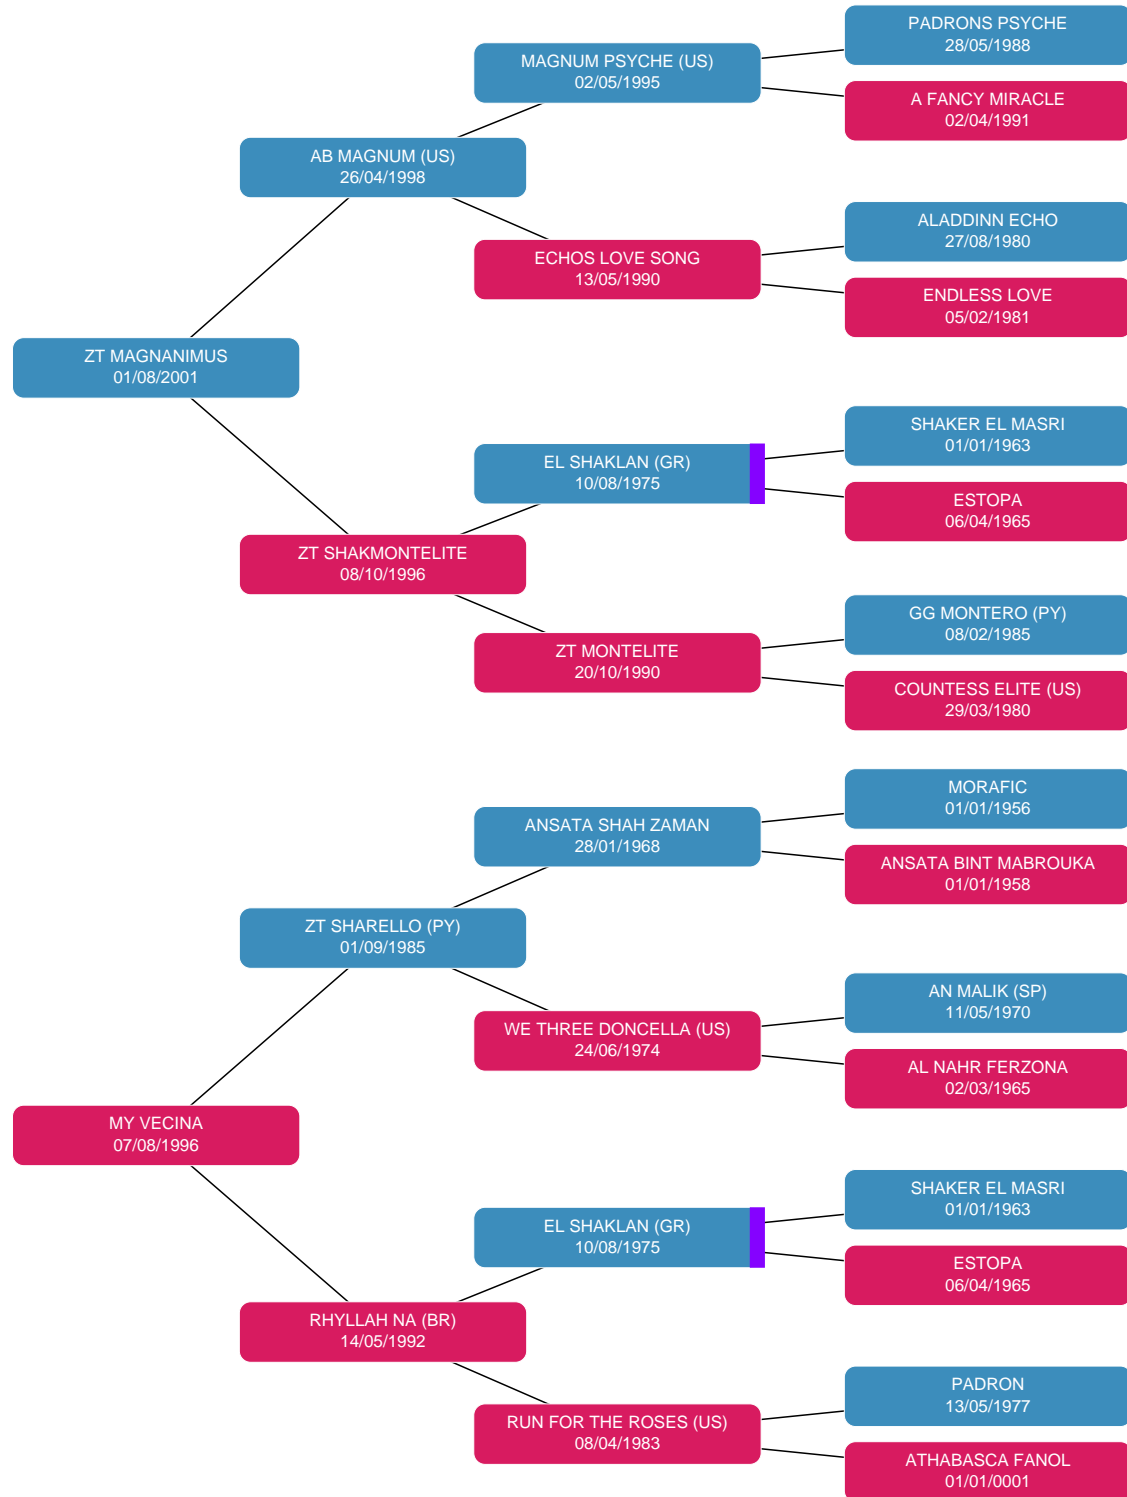 PADRONS PSYCHE
28/05/1988
MAGNUM PSYCHE (US)
02/05/1995
A FANCY MIRACLE
02/04/1991
AB MAGNUM (US)
26/04/1998
ALADDINN ECHO
27/08/1980
ECHOS LOVE SONG
13/05/1990
ENDLESS LOVE
05/02/1981
ZT MAGNANIMUS
01/08/2001
SHAKER EL MASRI
01/01/1963
EL SHAKLAN (GR)
10/08/1975
ESTOPA
06/04/1965
ZT SHAKMONTELITE
08/10/1996
GG MONTERO (PY)
08/02/1985
ZT MONTELITE
20/10/1990
COUNTESS ELITE (US)
29/03/1980
MORAFIC
01/01/1956
ANSATA SHAH ZAMAN
28/01/1968
ANSATA BINT MABROUKA
01/01/1958
ZT SHARELLO (PY)
01/09/1985
AN MALIK (SP)
11/05/1970
WE THREE DONCELLA (US)
24/06/1974
AL NAHR FERZONA
02/03/1965
MY VECINA
07/08/1996
SHAKER EL MASRI
01/01/1963
EL SHAKLAN (GR)
10/08/1975
ESTOPA
06/04/1965
RHYLLAH NA (BR)
14/05/1992
PADRON
13/05/1977
RUN FOR THE ROSES (US)
08/04/1983
ATHABASCA FANOL
01/01/0001